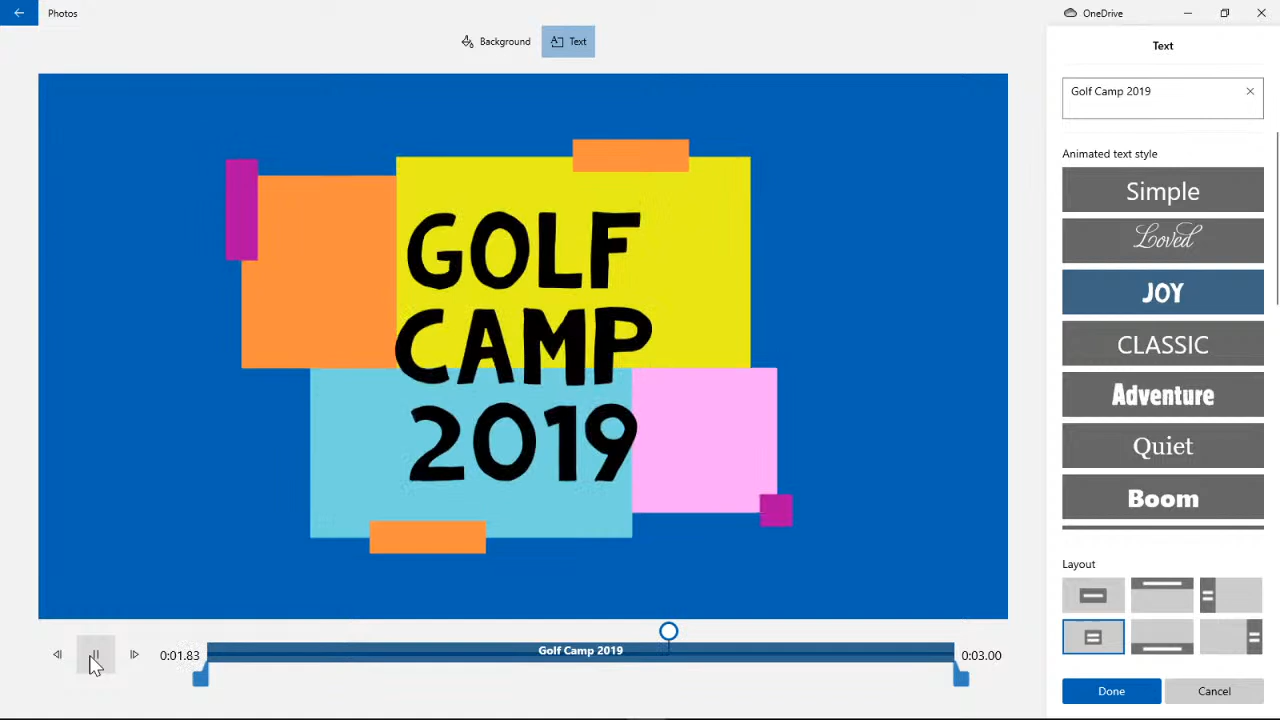 Photos
OneDrive
Background
Text
Text
Golf Camp 2019
GOLF
CAMP
2019
Animated text style
Simple
Loved
JOY
CLASSIC
Adventure
Quiet
Boom
Layout
0:01.83
Golf Camp 2019
0:03.00
Done
Cancel